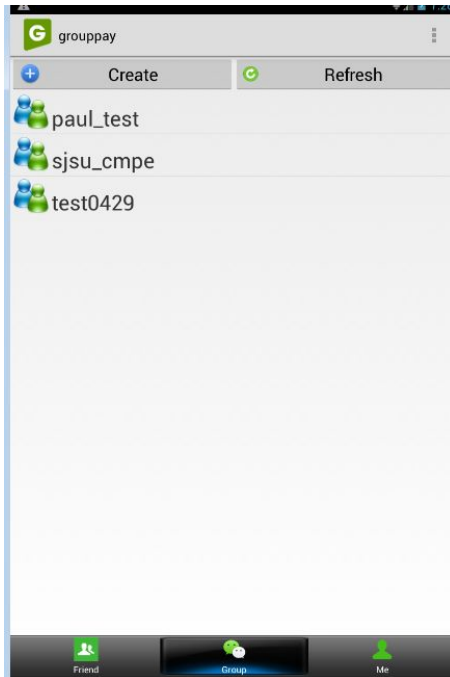 G grouppay
Create Refresh
paul_test
sjsu_cmpe
test0429
Friend Group Me